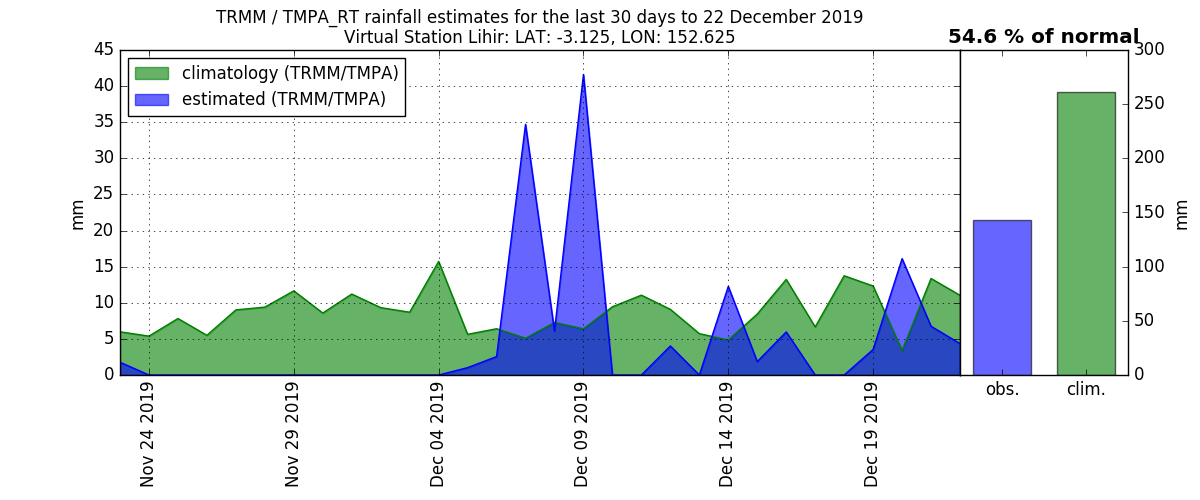 TRMM / TMPA_RT rainfall estimates for the last 30 days to 22 December 2019
Virtual Station Lihir: LAT: -3.125, LON: 152.625
54.6 % of normal
climatology (TRMM/TMPA)
estimated (TRMM/TMPA)
45
40
35
30
25
20
15
10
5
0
mm
Nov 24 2019
Nov 29 2019
Dec 04 2019
Dec 09 2019
Dec 14 2019
Dec 19 2019
300
250
200
150
100
50
0
mm
obs.
clim.